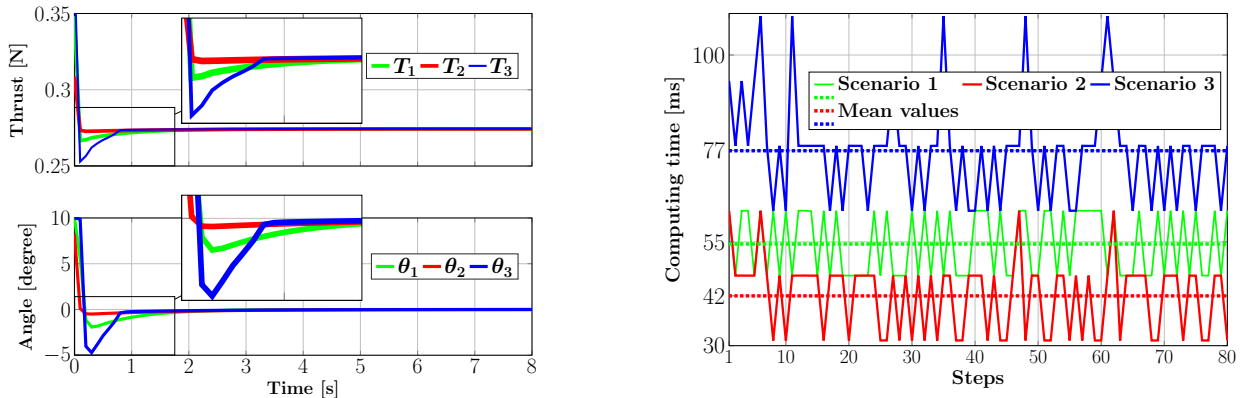 0.35
0.25
Thrust [N]
T1 T2 T3
10
5
0
−5
Angle [degree]
θ1 θ2 θ3
0 1 2 3 4 5 6 7 8
Time [s]
100
77
55
42
30
Computing time [ms]
Scenario 1 Scenario 2 Scenario 3
Mean values
1 10 20 30 40 50 60 70 80
Steps